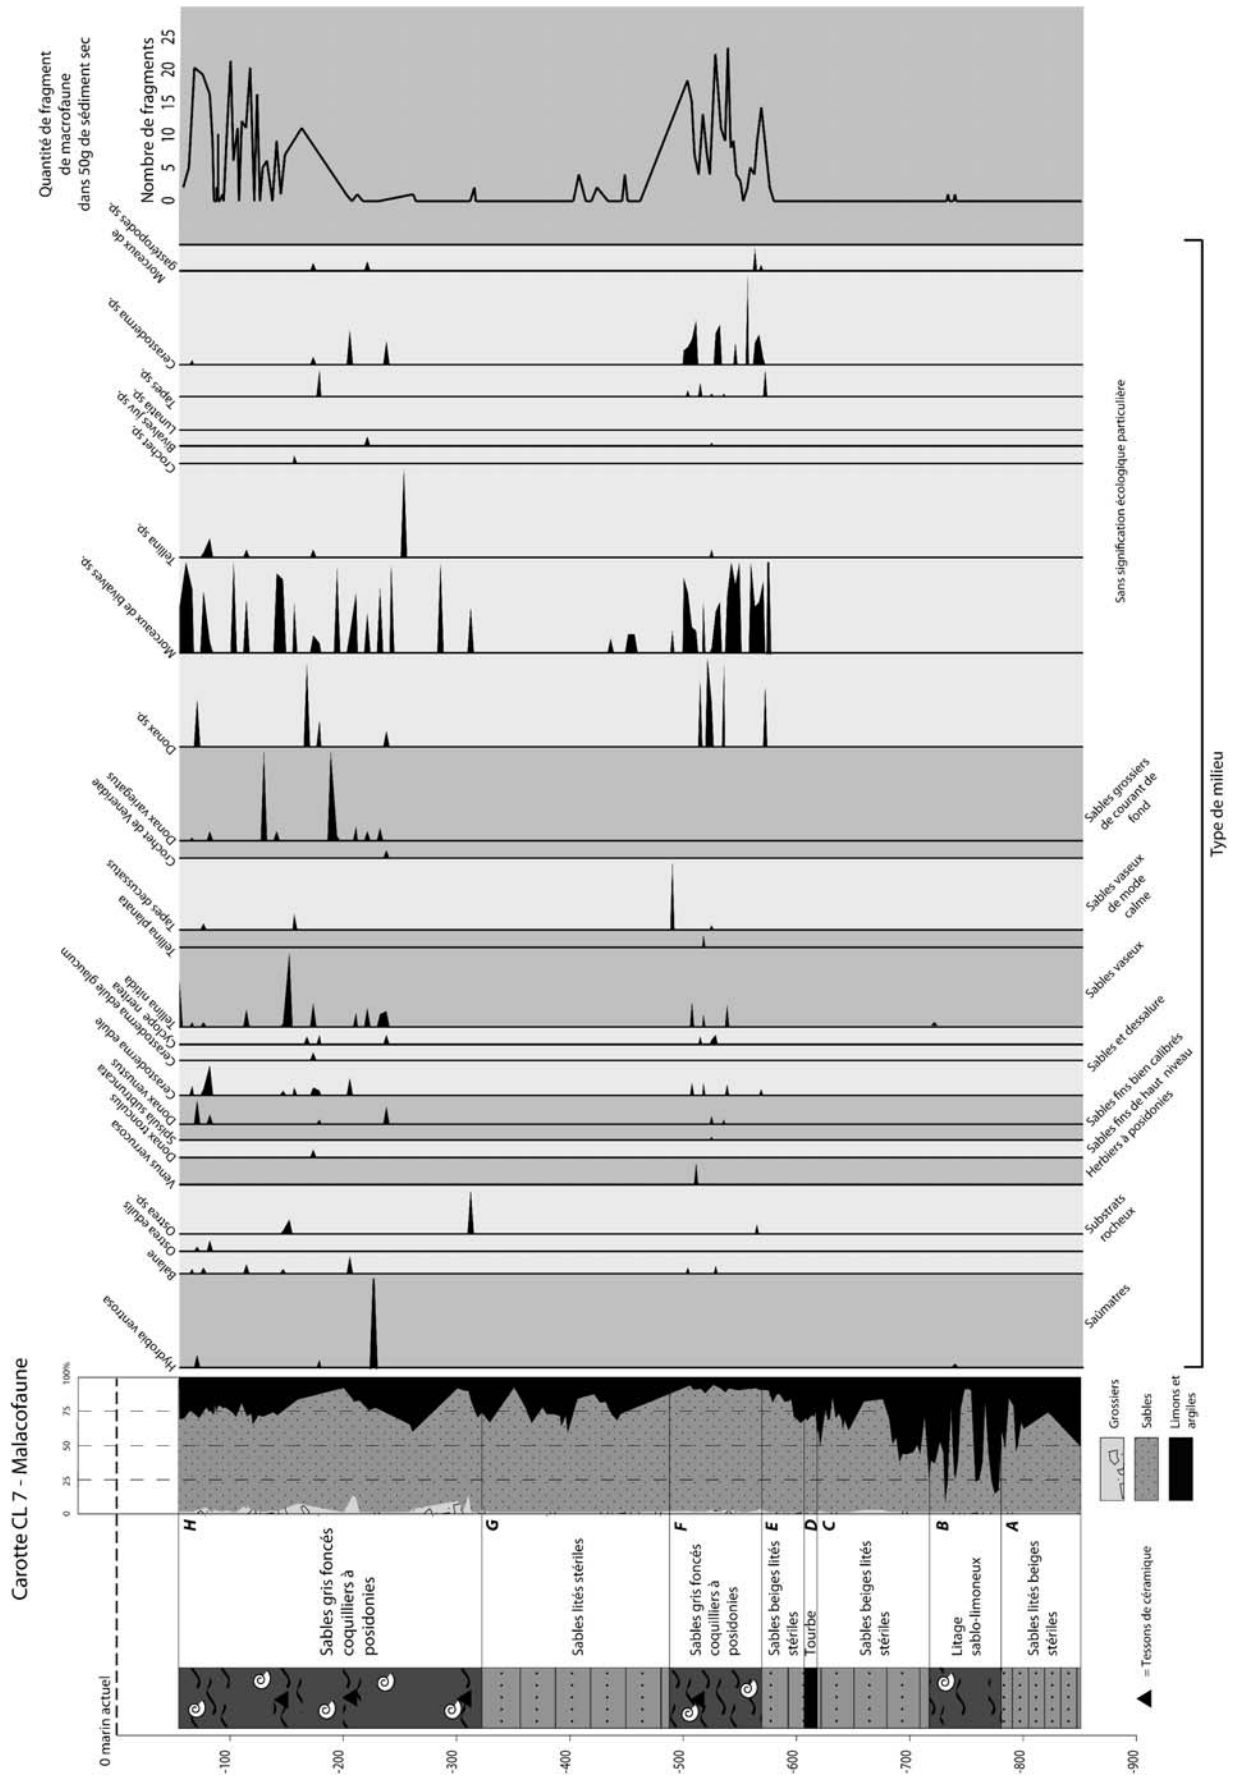 Carotte CL 7 - Malacofaune
0 marin actuel
-100
-200
-300
-400
-500
-600
-700
-800
-900
Sables gris foncés
coquilliers à
posidonies
Sables lités stériles
Sables gris foncés
coquilliers à
posidonies
Sables beiges lités
stériles
Tourbe
Sables beiges lités
stériles
Litage
sablo-limoneux
Sables lités beiges
stériles
H
G
F
E
D
C
B
A
0
25
50
75
100%
▲ = Tessons de céramique
Grossiers
Sables
Limons et
argiles
Hydrobia ventrosa
Balane
Ostrea edulis
Ostrea sp.
Venus verrucosa
Donax tronculus
Spisula subtruncata
Donax venustus
Cerastoderma edule
Cerastoderma edule glaucum
Cyclope neritea
Tellina nitida
Tellina planata
Tapes decussatus
Crochet de Veneridae
Donax variegatus
Donax sp.
Morceaux de bivalves sp.
Tellina sp.
Crochet sp.
Bivalves juv sp.
Lunatia sp.
Tapes sp.
Cerastoderma sp.
Morceaux de
gastéropodes sp.
Quantité de fragment
de macrofaune
dans 50g de sédiment sec
Nombre de fragments
0
5
10
15
20
25
Saûmatres
Substrats
rocheux
Herbiers à posidonies
Sables fins de haut niveau
Sables fins bien calibrés
Sables et dessalure
Sables vaseux
Sables vaseux
de mode
calme
Sables grossiers
de courant de
fond
Sans signification écologique particulière
Type de milieu